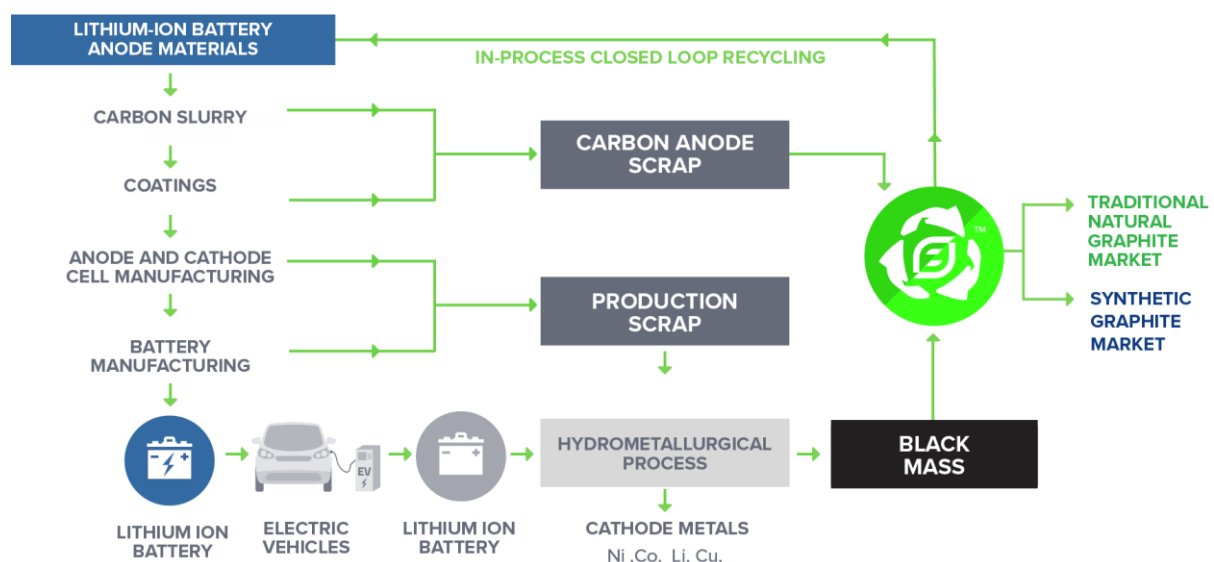 LITHIUM-ION BATTERY
ANODE MATERIALS
IN-PROCESS CLOSED LOOP RECYCLING
CARBON SLURRY
CARBON ANODE
SCRAP
COATINGS
TM
TRADITIONAL
NATURAL
GRAPHITE
MARKET
ANODE AND CATHODE
CELL MANUFACTURING
PRODUCTION
SCRAP
SYNTHETIC
GRAPHITE
MARKET
BATTERY
MANUFACTURING
EV
HYDROMETALLURGICAL
PROCESS
BLACK
MASS
LITHIUM ION
BATTERY
ELECTRIC
VEHICLES
LITHIUM ION
BATTERY
CATHODE METALS
Ni ,Co, Li, Cu,